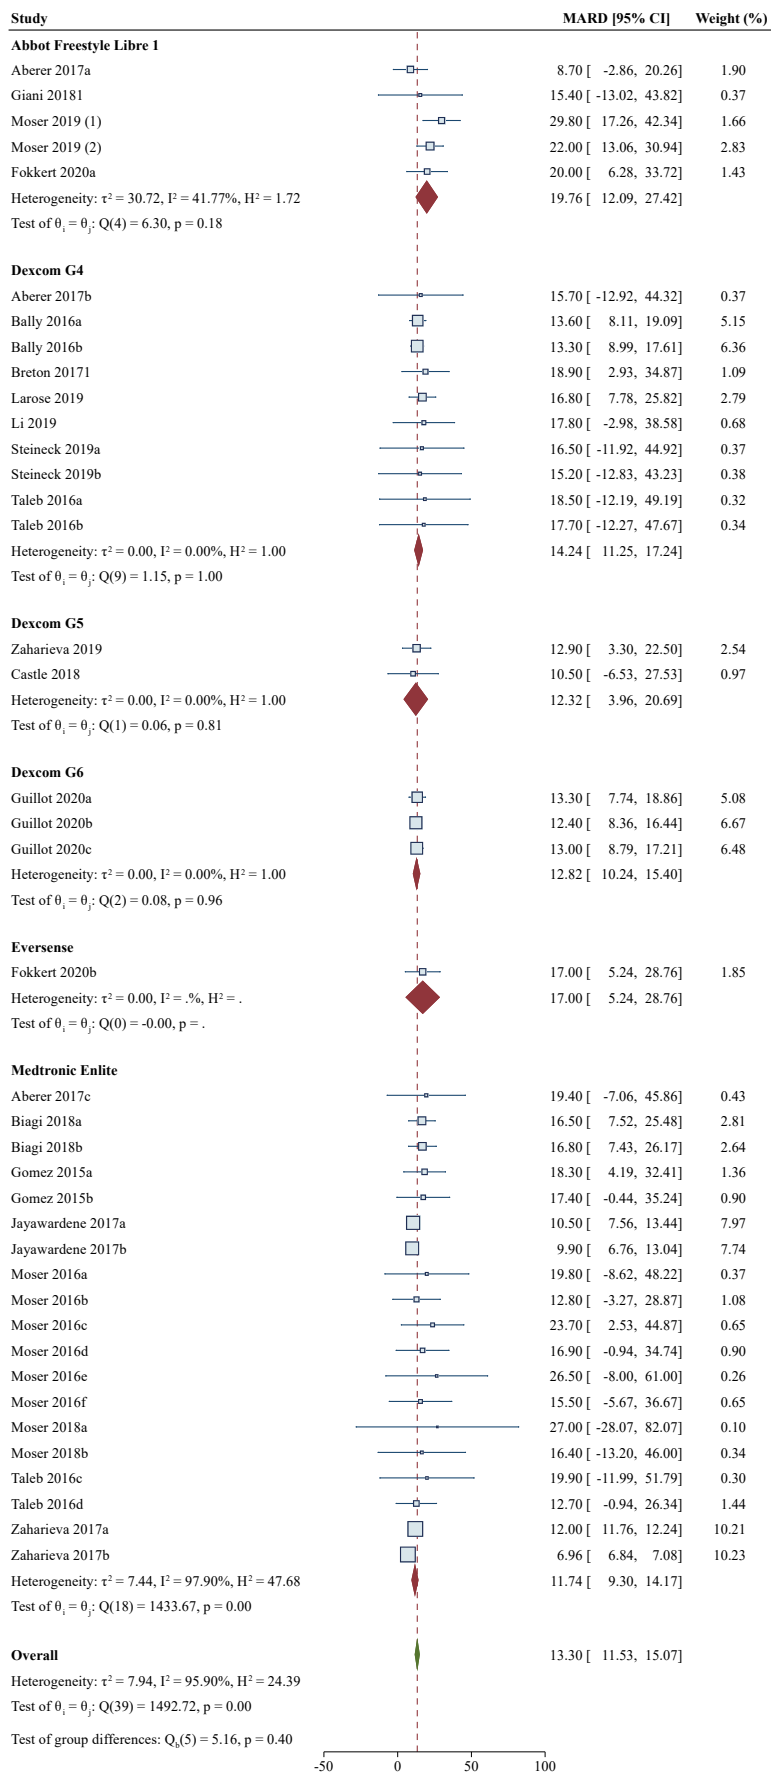 Study MARD [95% CI] Weight (%)
Abbot Freestyle Libre 1
Aberer 2017a 8.70 [ -2.86, 20.26] 1.90
Giani 20181 15.40 [ -13.02, 43.82] 0.37
Moser 2019 (1) 29.80 [ 17.26, 42.34] 1.66
Moser 2019 (2) 22.00 [ 13.06, 30.94] 2.83
Fokkert 2020a 20.00 [ 6.28, 33.72] 1.43
Heterogeneity: τ² = 30.72, I² = 41.77%, H² = 1.72 19.76 [ 12.09, 27.42]
Test of θᵢ = θⱼ: Q(4) = 6.30, p = 0.18
Dexcom G4
Aberer 2017b 15.70 [ -12.92, 44.32] 0.37
Bally 2016a 13.60 [ 8.11, 19.09] 5.15
Bally 2016b 13.30 [ 8.99, 17.61] 6.36
Breton 20171 18.90 [ 2.93, 34.87] 1.09
Larose 2019 16.80 [ 7.78, 25.82] 2.79
Li 2019 17.80 [ -2.98, 38.58] 0.68
Steineck 2019a 16.50 [ -11.92, 44.92] 0.37
Steineck 2019b 15.20 [ -12.83, 43.23] 0.38
Taleb 2016a 18.50 [ -12.19, 49.19] 0.32
Taleb 2016b 17.70 [ -12.27, 47.67] 0.34
Heterogeneity: τ² = 0.00, I² = 0.00%, H² = 1.00 14.24 [ 11.25, 17.24]
Test of θᵢ = θⱼ: Q(9) = 1.15, p = 1.00
Dexcom G5
Zaharieva 2019 12.90 [ 3.30, 22.50] 2.54
Castle 2018 10.50 [ -6.53, 27.53] 0.97
Heterogeneity: τ² = 0.00, I² = 0.00%, H² = 1.00 12.32 [ 3.96, 20.69]
Test of θᵢ = θⱼ: Q(1) = 0.06, p = 0.81
Dexcom G6
Guillot 2020a 13.30 [ 7.74, 18.86] 5.08
Guillot 2020b 12.40 [ 8.36, 16.44] 6.67
Guillot 2020c 13.00 [ 8.79, 17.21] 6.48
Heterogeneity: τ² = 0.00, I² = 0.00%, H² = 1.00 12.82 [ 10.24, 15.40]
Test of θᵢ = θⱼ: Q(2) = 0.08, p = 0.96
Eversense
Fokkert 2020b 17.00 [ 5.24, 28.76] 1.85
Heterogeneity: τ² = 0.00, I² = .%, H² = . 17.00 [ 5.24, 28.76]
Test of θᵢ = θⱼ: Q(0) = -0.00, p = .
Medtronic Enlite
Aberer 2017c 19.40 [ -7.06, 45.86] 0.43
Biagi 2018a 16.50 [ 7.52, 25.48] 2.81
Biagi 2018b 16.80 [ 7.43, 26.17] 2.64
Gomez 2015a 18.30 [ 4.19, 32.41] 1.36
Gomez 2015b 17.40 [ -0.44, 35.24] 0.90
Jayawardene 2017a 10.50 [ 7.56, 13.44] 7.97
Jayawardene 2017b 9.90 [ 6.76, 13.04] 7.74
Moser 2016a 19.80 [ -8.62, 48.22] 0.37
Moser 2016b 12.80 [ -3.27, 28.87] 1.08
Moser 2016c 23.70 [ 2.53, 44.87] 0.65
Moser 2016d 16.90 [ -0.94, 34.74] 0.90
Moser 2016e 26.50 [ -8.00, 61.00] 0.26
Moser 2016f 15.50 [ -5.67, 36.67] 0.65
Moser 2018a 27.00 [ -28.07, 82.07] 0.10
Moser 2018b 16.40 [ -13.20, 46.00] 0.34
Taleb 2016c 19.90 [ -11.99, 51.79] 0.30
Taleb 2016d 12.70 [ -0.94, 26.34] 1.44
Zaharieva 2017a 12.00 [ 11.76, 12.24] 10.21
Zaharieva 2017b 6.96 [ 6.84, 7.08] 10.23
Heterogeneity: τ² = 7.44, I² = 97.90%, H² = 47.68 11.74 [ 9.30, 14.17]
Test of θᵢ = θⱼ: Q(18) = 1433.67, p = 0.00
Overall 13.30 [ 11.53, 15.07]
Heterogeneity: τ² = 7.94, I² = 95.90%, H² = 24.39
Test of θᵢ = θⱼ: Q(39) = 1492.72, p = 0.00
Test of group differences: Q_b(5) = 5.16, p = 0.40
-50 0 50 100